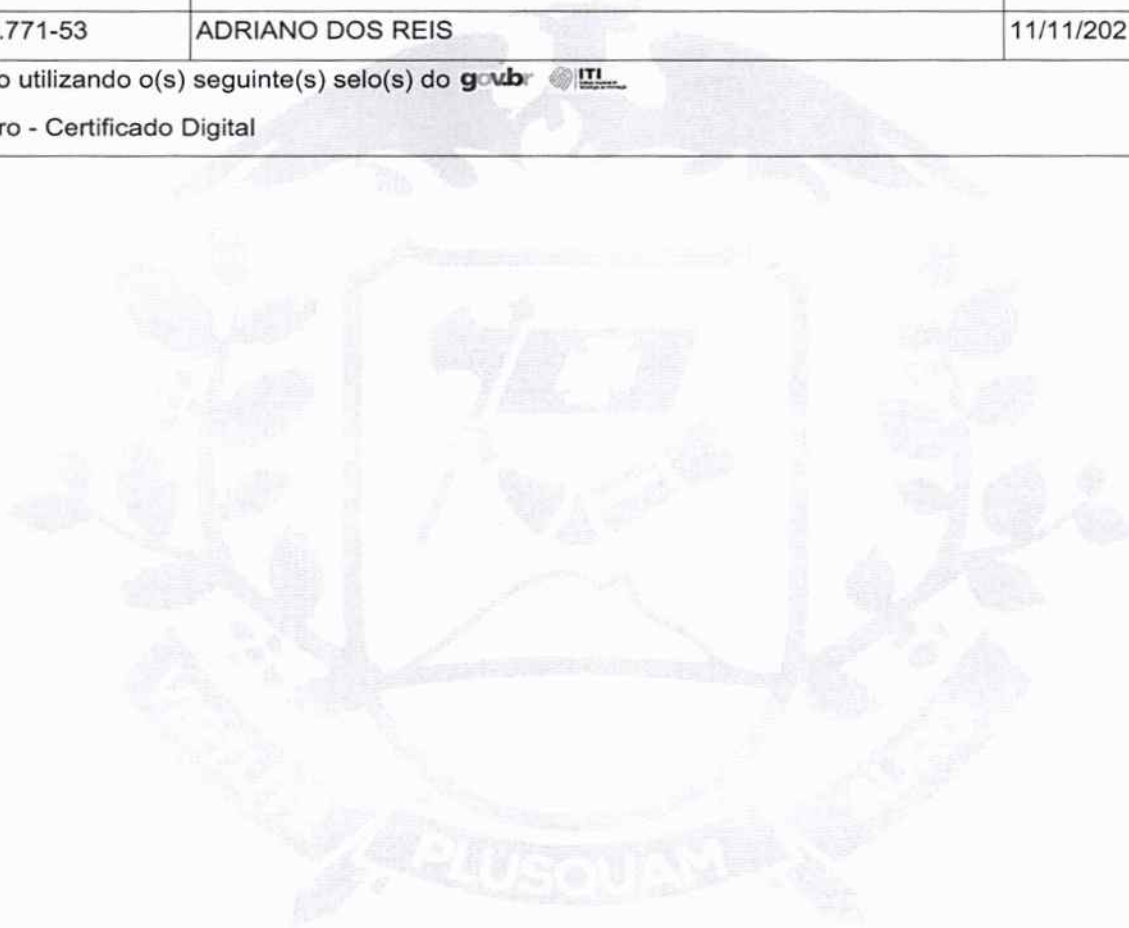 .771-53 ADRIANO DOS REIS 11/11/202
o utilizando o(s) seguinte(s) selo(s) do gov.br ITI
ro - Certificado Digital
PLUSQUAM